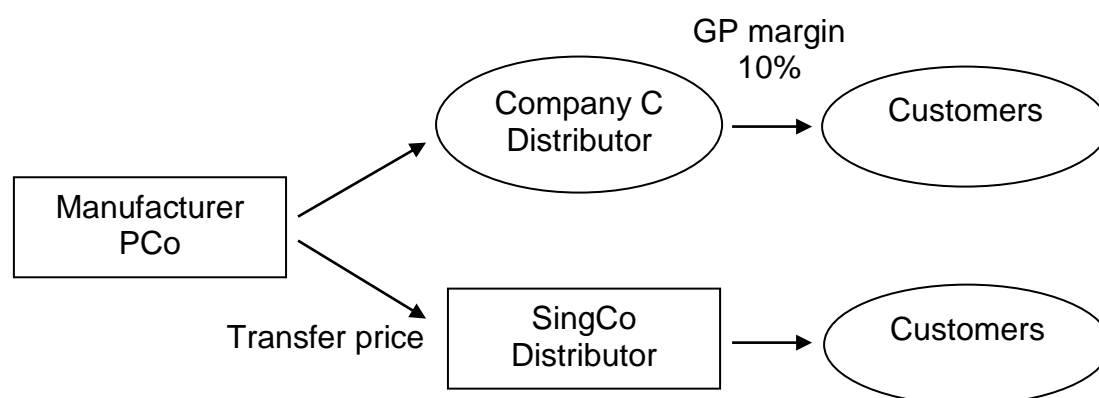 GP margin
10%
Company C
Distributor
Customers
Manufacturer
PCo
Transfer price
SingCo
Distributor
Customers